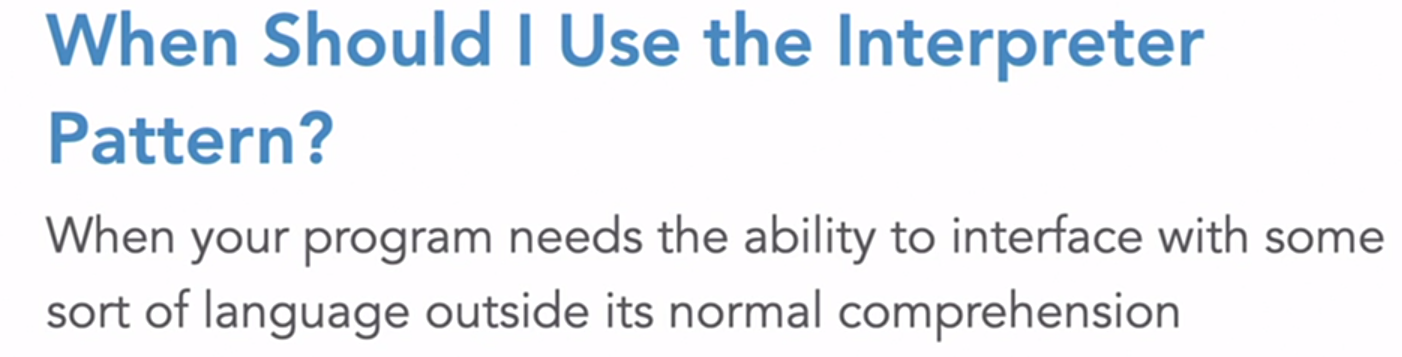 When Should I Use the Interpreter
Pattern?
When your program needs the ability to interface with some
sort of language outside its normal comprehension